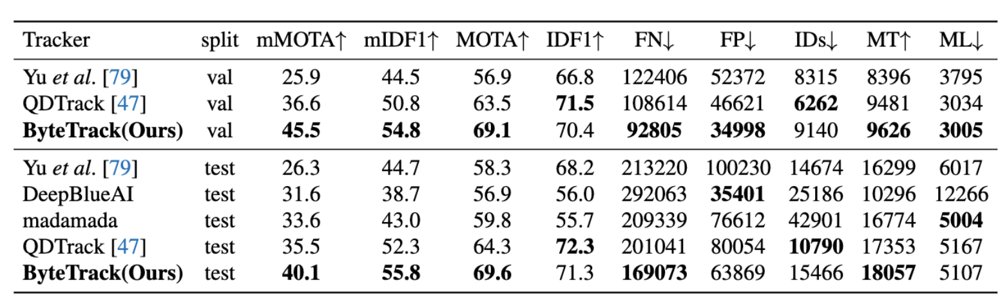 Tracker split mMOTA↑ mIDF1↑ MOTA↑ IDF1↑ FN↓ FP↓ IDs↓ MT↑ ML↓
Yu et al. [79] val 25.9 44.5 56.9 66.8 122406 52372 8315 8396 3795
QDTrack [47] val 36.6 50.8 63.5 71.5 108614 46621 6262 9481 3034
ByteTrack(Ours) val 45.5 54.8 69.1 70.4 92805 34998 9140 9626 3005
Yu et al. [79] test 26.3 44.7 58.3 68.2 213220 100230 14674 16299 6017
DeepBlueAI test 31.6 38.7 56.9 56.0 292063 35401 25186 10296 12266
madamada test 33.6 43.0 59.8 55.7 209339 76612 42901 16774 5004
QDTrack [47] test 35.5 52.3 64.3 72.3 201041 80054 10790 17353 5167
ByteTrack(Ours) test 40.1 55.8 69.6 71.3 169073 63869 15466 18057 5107